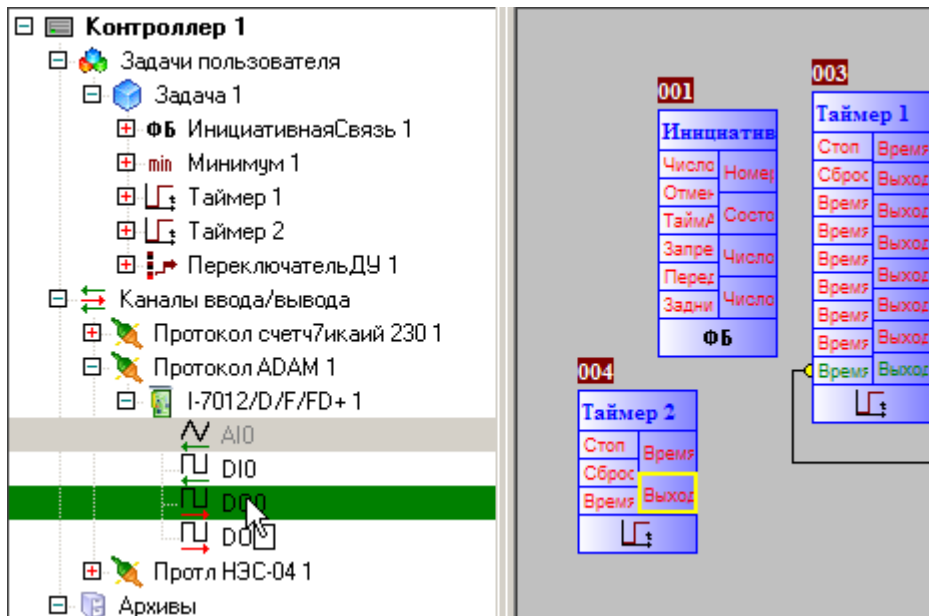 Контроллер 1
Задачи пользователя
Задача 1
ФБ ИнициативнаяСвязь 1
min Минимум 1
Таймер 1
Таймер 2
ПереключательДУ 1
Каналы ввода/вывода
Протокол счетч7икаий 230 1
Протокол ADAM 1
I-7012/D/F/FD+ 1
AI0
DI0
Протл НЭС-04 1
Архивы
001
Инициатив
Число
Отмен
ТаймА
Запре
Перед
Задни
Номер
Состо
Число
Число
ФБ
003
Таймер 1
Стоп
Сброс
Время
Время
Время
Время
Время
Время
Время
Время
Выход
Выход
Выход
Выход
Выход
Выход
Выход
004
Таймер 2
Стоп
Сброс
Время
Время
Выход